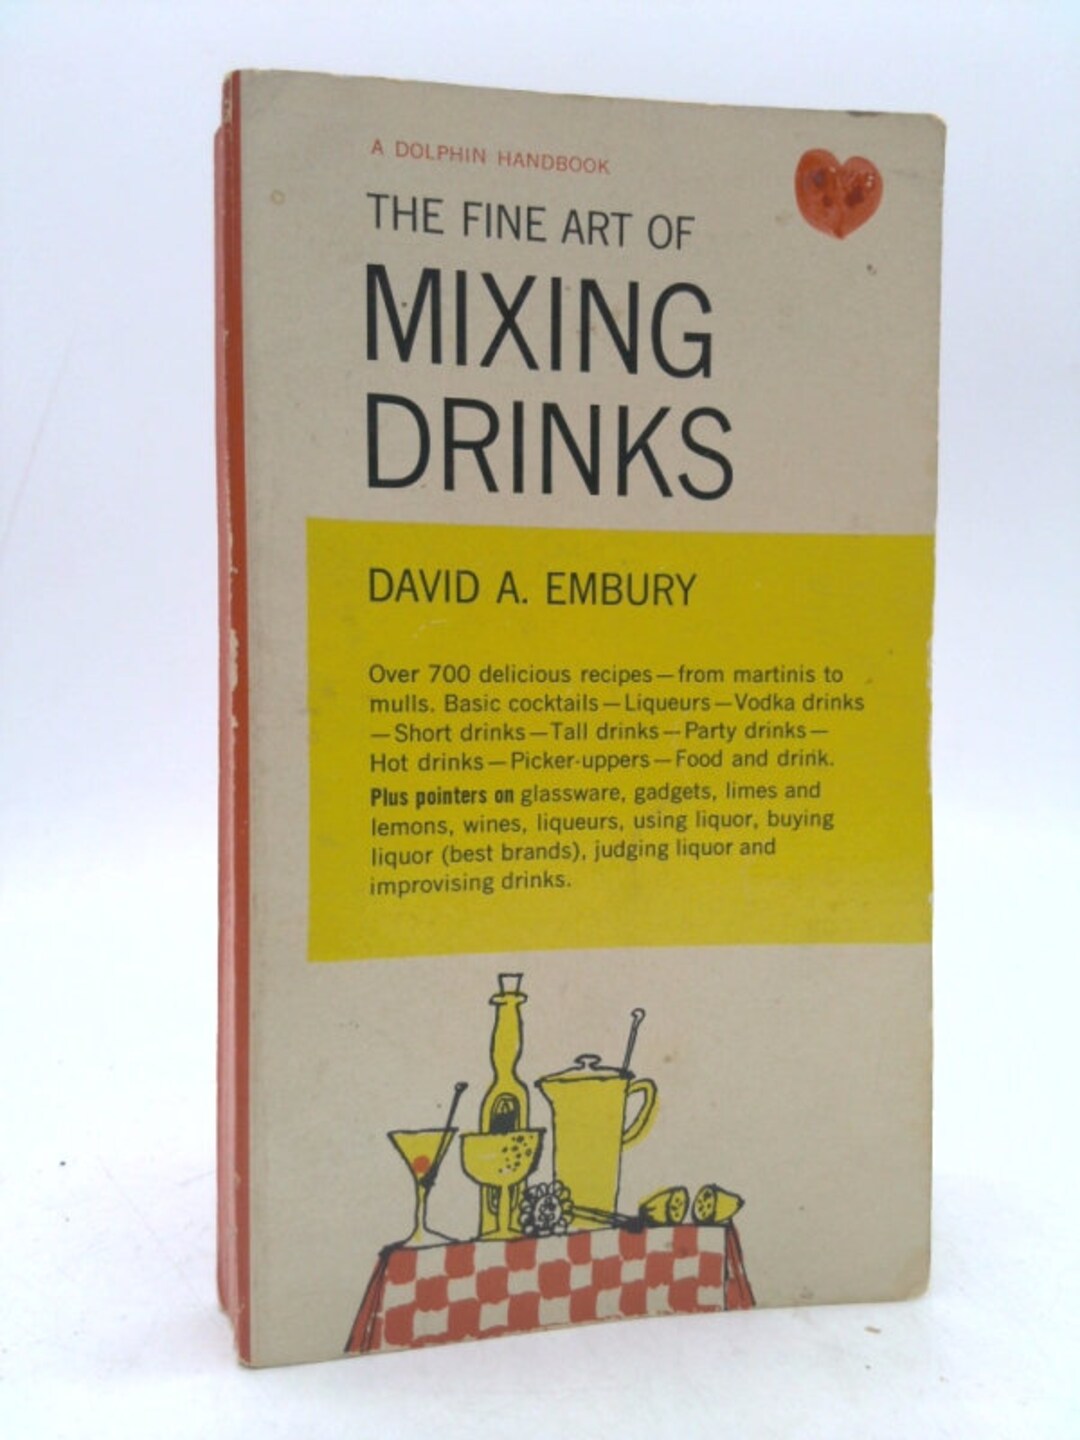 A DOLPHIN HANDBOOK
THE FINE ART OF
MIXING
DRINKS
DAVID A. EMBURY
Over 700 delicious recipes—from martinis to
mulls. Basic cocktails—Liqueurs—Vodka drinks
—Short drinks—Tall drinks—Party drinks—
Hot drinks—Picker-uppers—Food and drink.
Plus pointers on glassware, gadgets, limes and
lemons, wines, liqueurs, using liquor, buying
liquor (best brands), judging liquor and
improvising drinks.